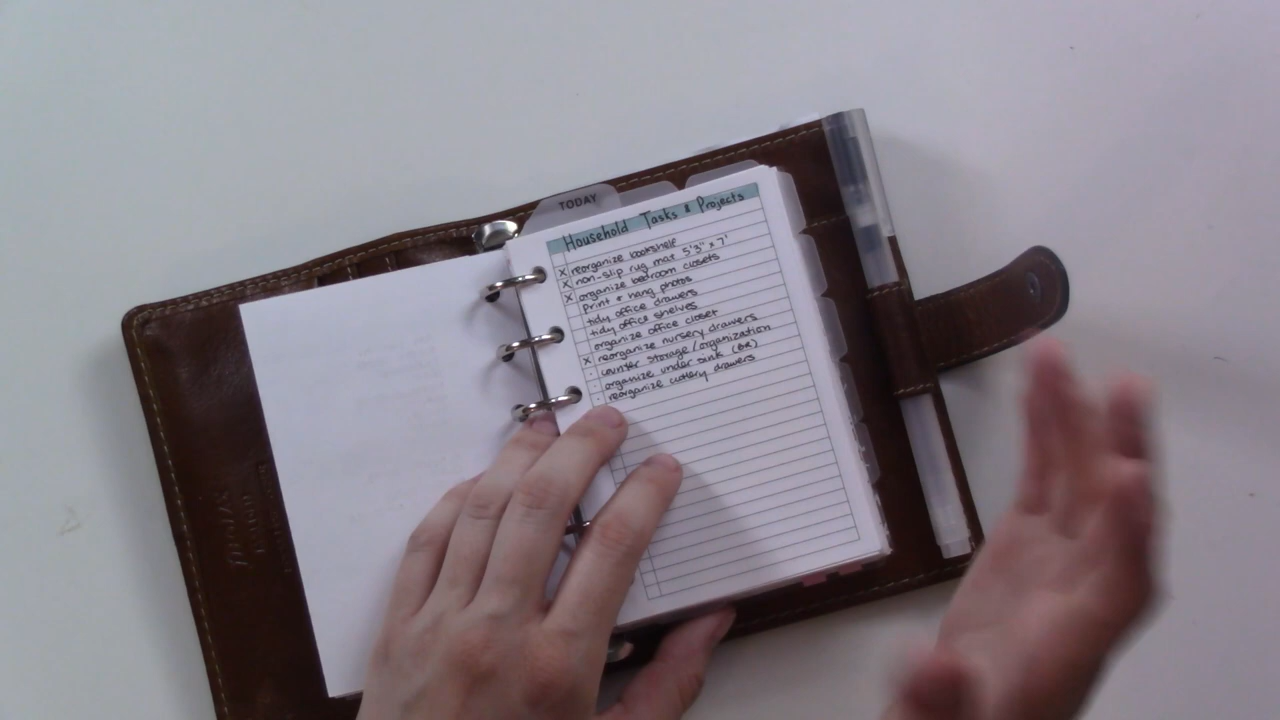 TODAY
Household Tasks & Projects
x reorganize bookshelf
x non-slip rug mat 5'3" x 7'
x organize bedroom closets
print & hang photos
tidy office drawers
tidy office shelves
organize office closet
x reorganize nursery drawers
· counter storage/organization
· organize under sink (BR)
· reorganize cutlery drawers